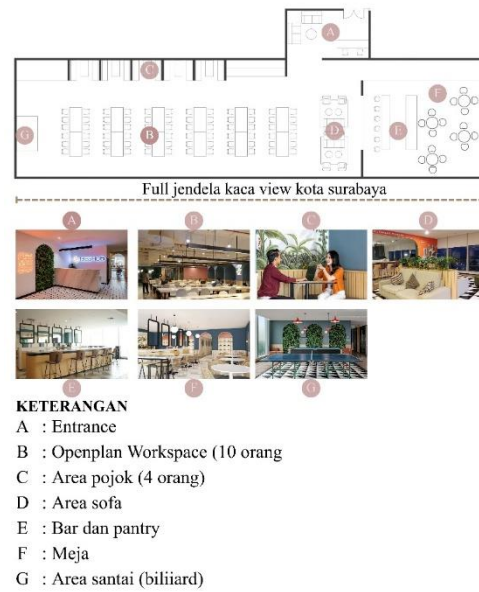 A
C
F
G
B
D
E
Full jendela kaca view kota surabaya
A B C D
E F G
KETERANGAN
A : Entrance
B : Openplan Workspace (10 orang
C : Area pojok (4 orang)
D : Area sofa
E : Bar dan pantry
F : Meja
G : Area santai (biliiard)